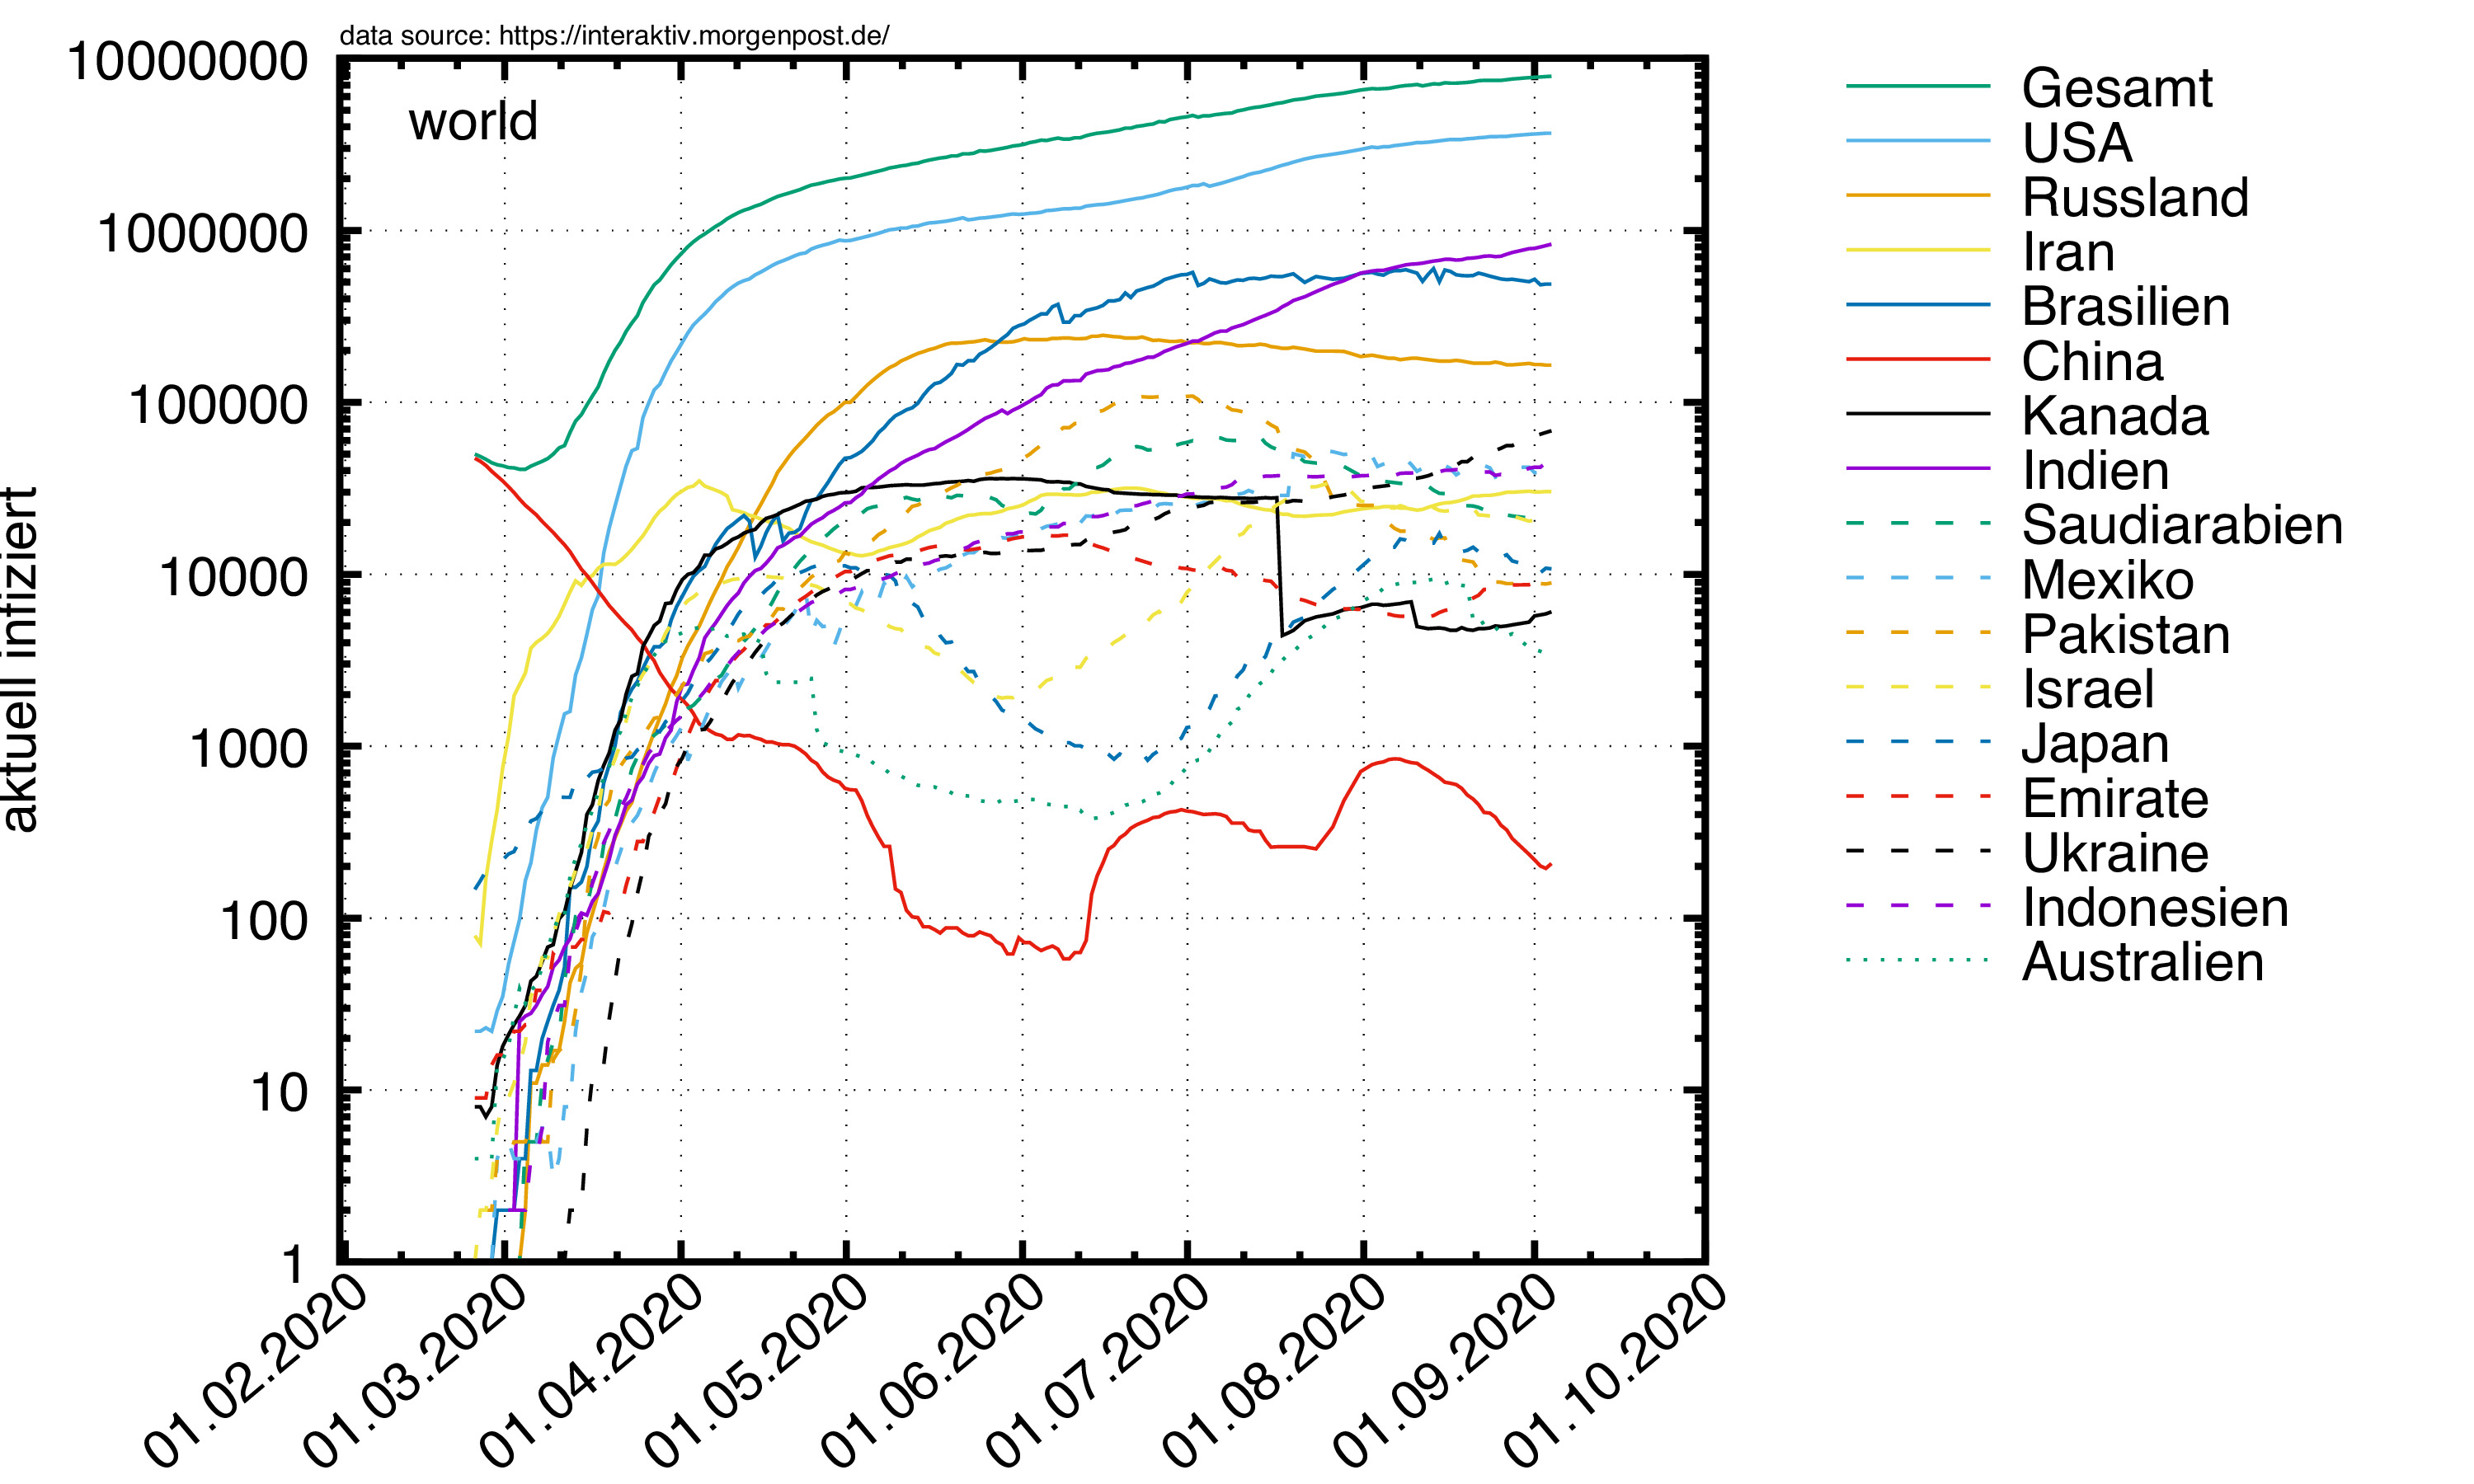 data source: https://interaktiv.morgenpost.de/
world
aktuell infiziert
10000000
1000000
100000
10000
1000
100
10
1
01.02.2020
01.03.2020
01.04.2020
01.05.2020
01.06.2020
01.07.2020
01.08.2020
01.09.2020
01.10.2020
Gesamt
USA
Russland
Iran
Brasilien
China
Kanada
Indien
Saudiarabien
Mexiko
Pakistan
Israel
Japan
Emirate
Ukraine
Indonesien
Australien